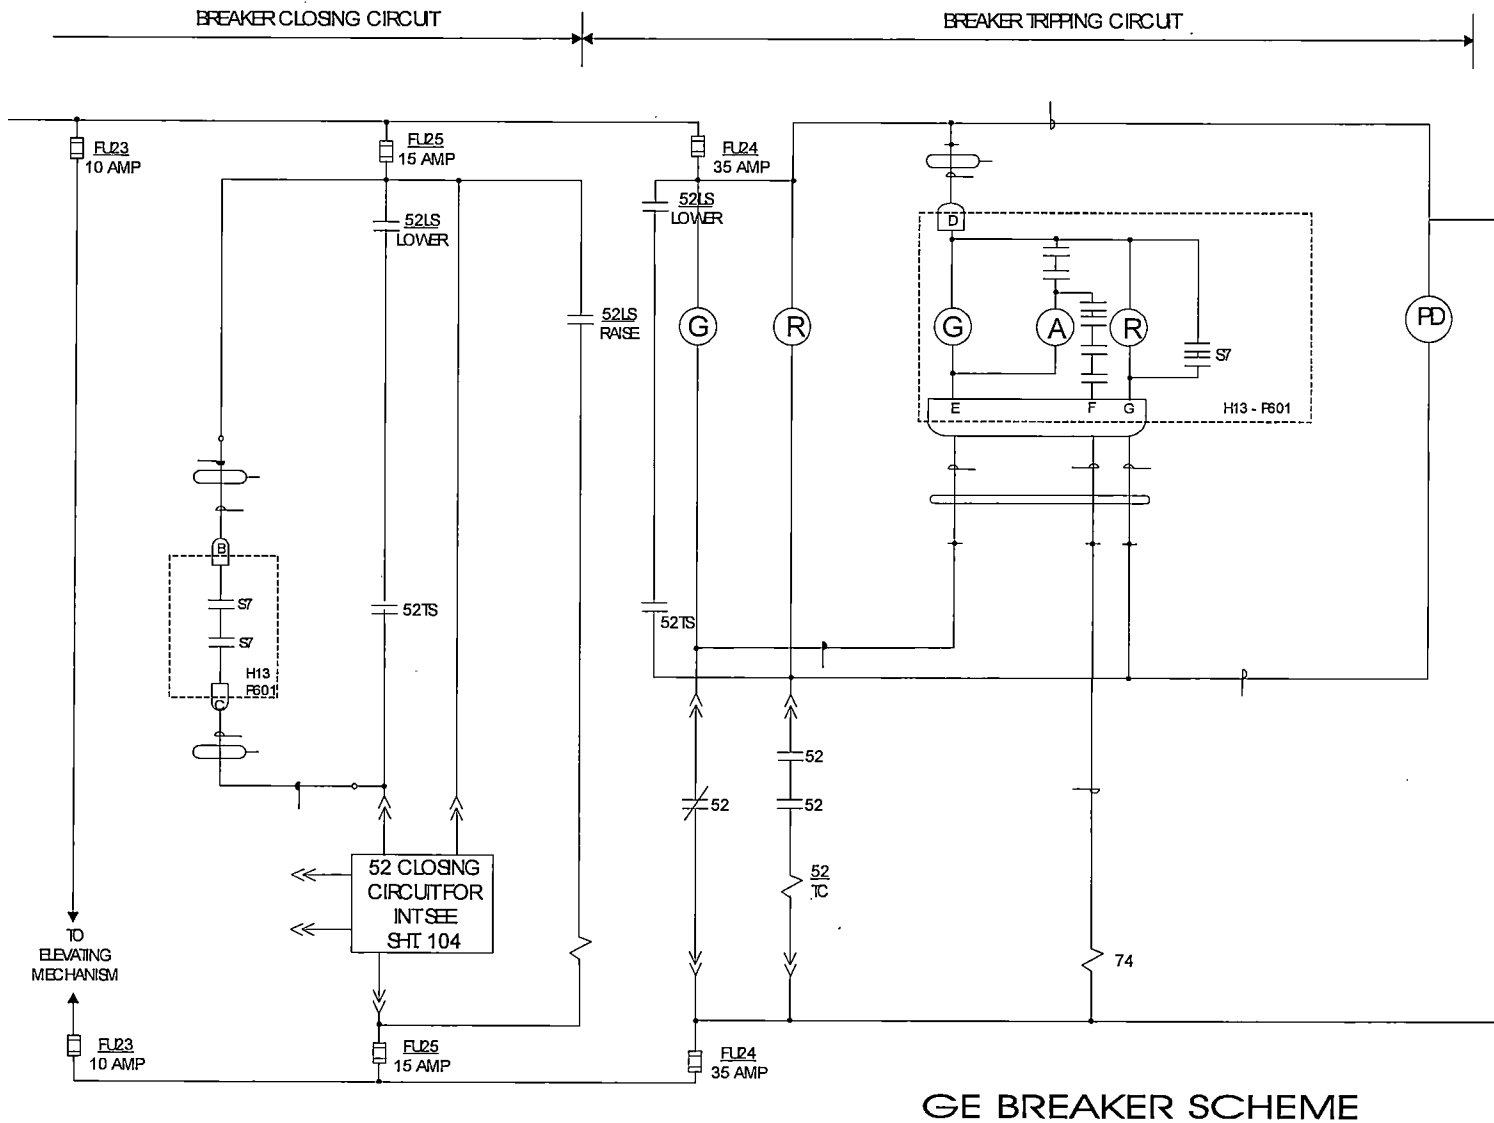 BREAKER CLOSING CIRCUIT
BREAKER TRIPPING CIRCUIT
FU23
10 AMP
FU25
15 AMP
FU24
35 AMP
52LS
LOWER
52LS
LOWER
D
52LS
RAISE
G
R
G
A
R
PD
S7
E
F
G
H13 - P601
B
S7
S7
H13
P601
C
52TS
52TS
52
52
52
52
TC
52 CLOSING
CIRCUIT FOR
INT SEE
SHT. 104
TO
ELEVATING
MECHANISM
74
FU23
10 AMP
FU25
15 AMP
FU24
35 AMP
GE BREAKER SCHEME